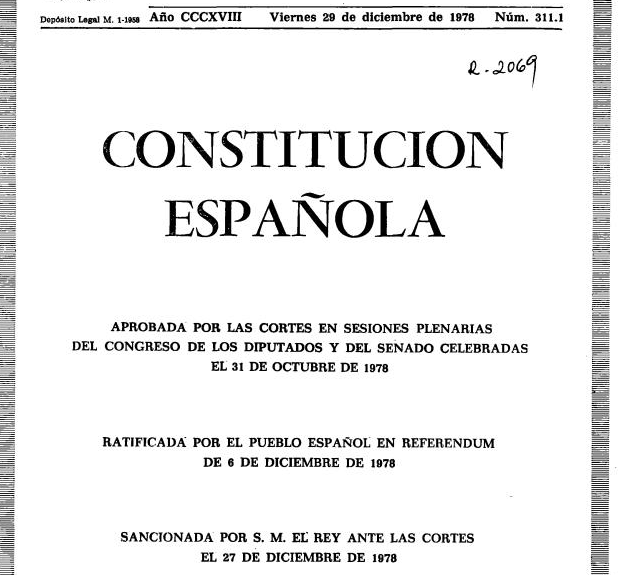 Depósito Legal M. 1-1958 Año CCCXVIII Viernes 29 de diciembre de 1978 Núm. 311.1
R-2069
CONSTITUCION
ESPAÑOLA
APROBADA POR LAS CORTES EN SESIONES PLENARIAS
DEL CONGRESO DE LOS DIPUTADOS Y DEL SENADO CELEBRADAS
EL 31 DE OCTUBRE DE 1978
RATIFICADA POR EL PUEBLO ESPAÑOL EN REFERENDUM
DE 6 DE DICIEMBRE DE 1978
SANCIONADA POR S. M. EL REY ANTE LAS CORTES
EL 27 DE DICIEMBRE DE 1978